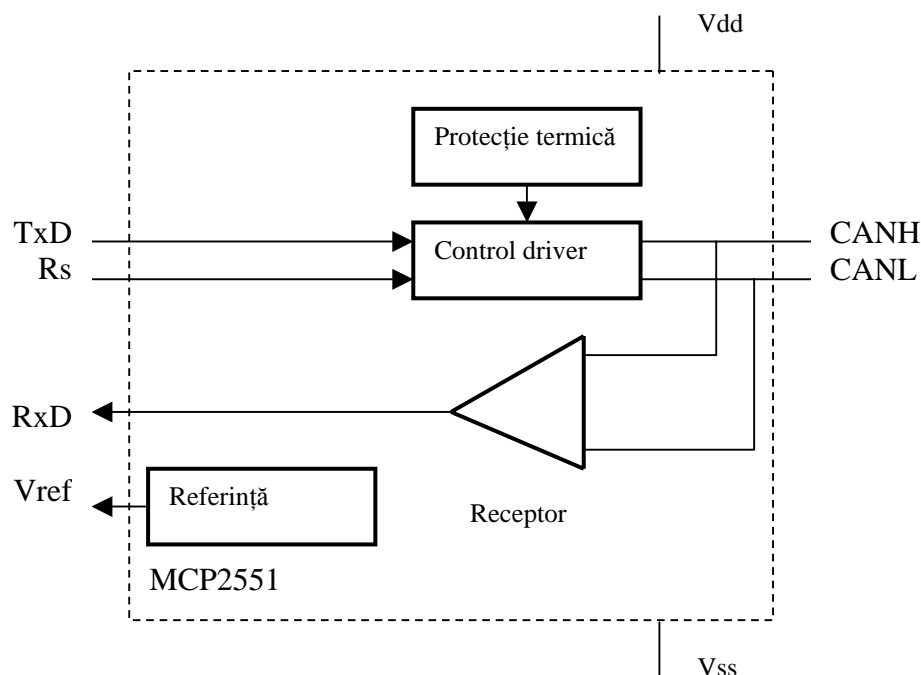 Vdd
Protecție termică
TxD
Control driver
CANH
Rs
CANL
RxD
Vref
Referință
Receptor
MCP2551
Vss